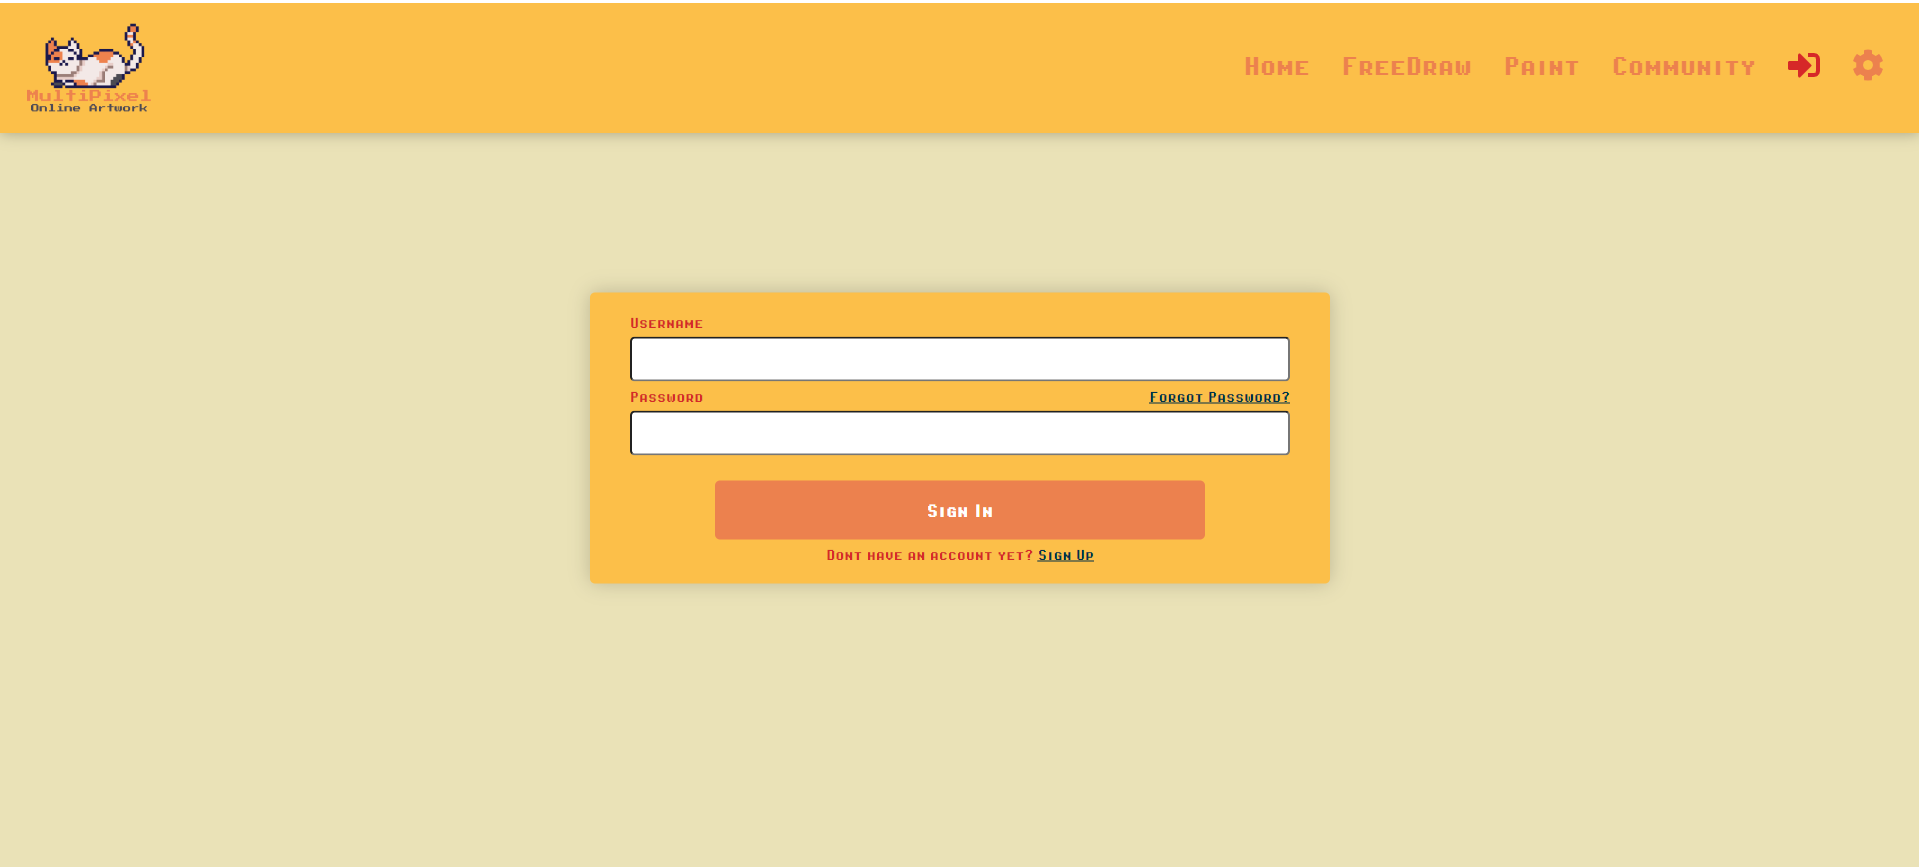 MultiPixel
Online Artwork
Home FreeDraw Paint Community
Username
Password Forgot Password?
Sign In
Dont have an account yet? Sign Up